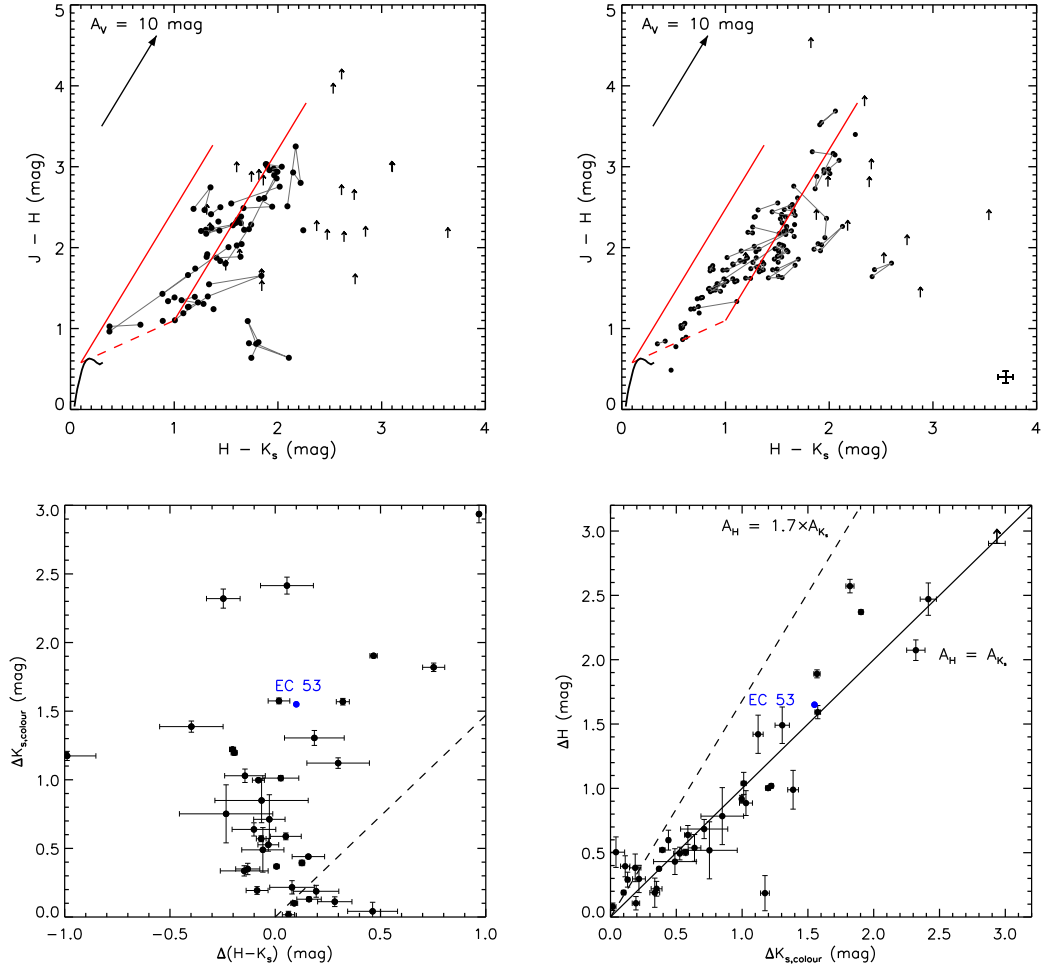 A_V = 10 mag
J - H (mag)
5
4
3
2
1
0
0 1 2 3 4
H - K_s (mag)
A_V = 10 mag
J - H (mag)
5
4
3
2
1
0
0 1 2 3 4
H - K_s (mag)
ΔK_s,colour (mag)
3.0
2.5
2.0
1.5
1.0
0.5
0.0
EC 53
-1.0 -0.5 0.0 0.5 1.0
Δ(H-K_s) (mag)
ΔH (mag)
3.0
2.5
2.0
1.5
1.0
0.5
0.0
A_H = 1.7×A_Ks
A_H = A_Ks
EC 53
0.0 0.5 1.0 1.5 2.0 2.5 3.0
ΔK_s,colour (mag)